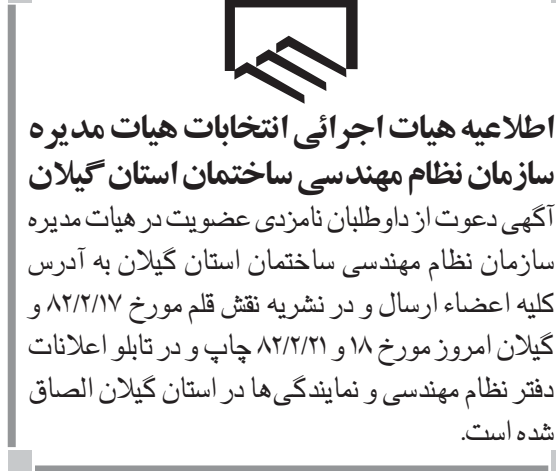 اطلاعیه هیات اجرائی انتخابات هیات مدیره
سازمان نظام مهندسی ساختمان استان گیلان
آگهی دعوت از داوطلبان نامزدی عضویت در هیات مدیره
سازمان نظام مهندسی ساختمان استان گیلان به آدرس
کلیه اعضاء ارسال و در نشریه نقش قلم مورخ ۸۲/۲/۱۷ و
گیلان امروز مورخ ۱۸ و ۸۲/۲/۲۱ چاپ و در تابلو اعلانات
دفتر نظام مهندسی و نمایندگی‌ها در استان گیلان الصاق
شده است.